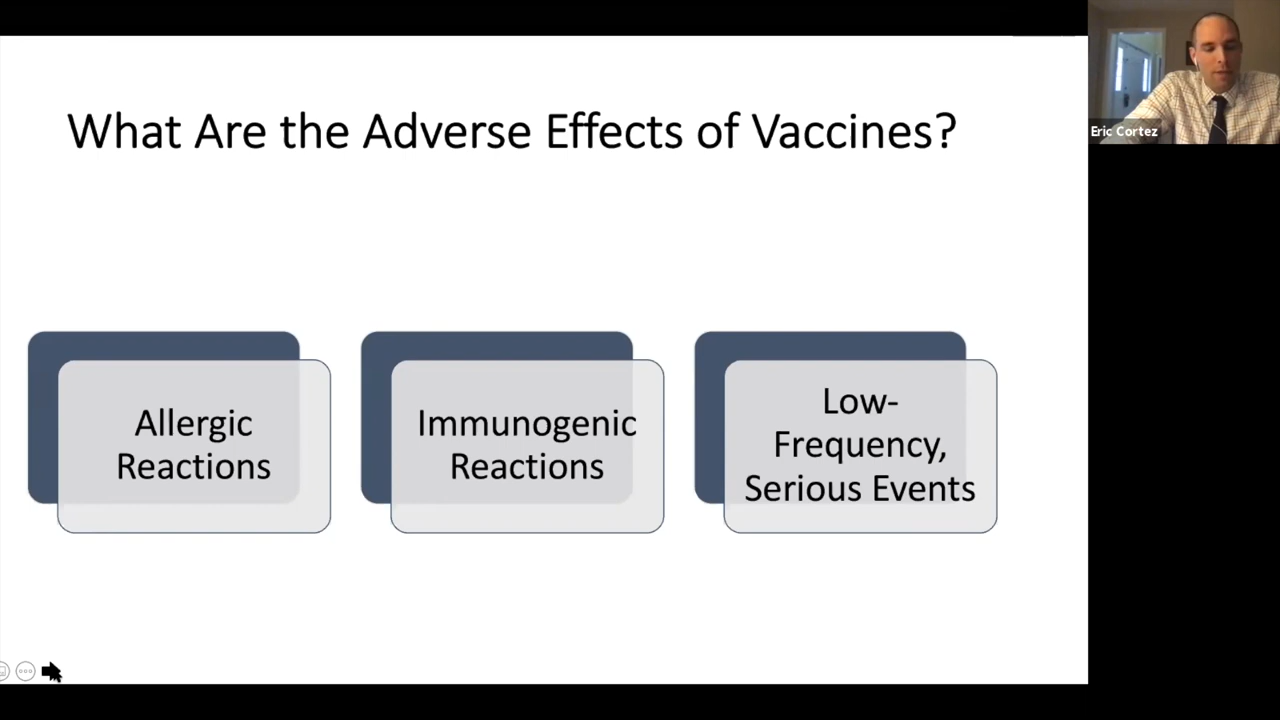 What Are the Adverse Effects of Vaccines?
Eric Cortez
Allergic
Reactions
Immunogenic
Reactions
Low-
Frequency,
Serious Events